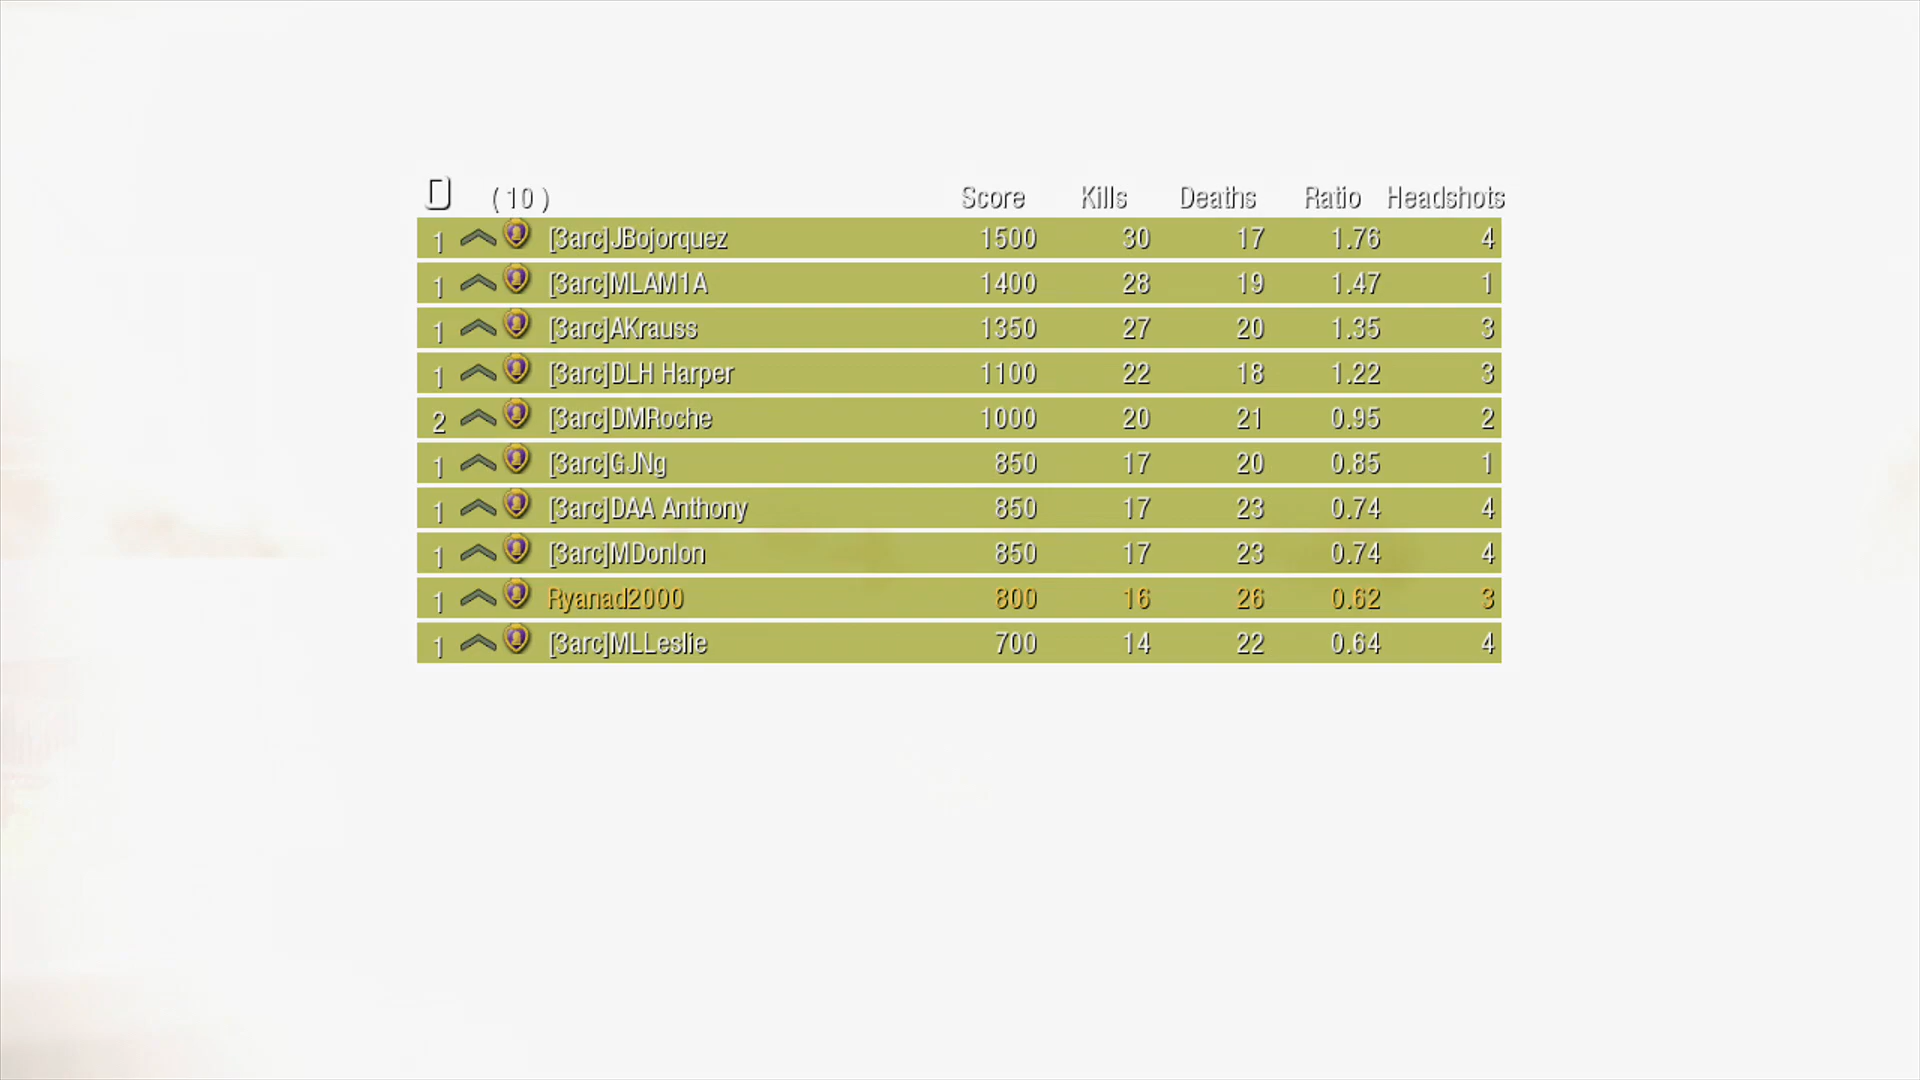 ( 10 ) Score Kills Deaths Ratio Headshots
1 [3arc]JBojorquez 1500 30 17 1.76 4
1 [3arc]MLAM1A 1400 28 19 1.47 1
1 [3arc]AKrauss 1350 27 20 1.35 3
1 [3arc]DLH Harper 1100 22 18 1.22 3
2 [3arc]DMRoche 1000 20 21 0.95 2
1 [3arc]GJNg 850 17 20 0.85 1
1 [3arc]DAA Anthony 850 17 23 0.74 4
1 [3arc]MDonlon 850 17 23 0.74 4
1 Ryanad2000 800 16 26 0.62 3
1 [3arc]MLLeslie 700 14 22 0.64 4